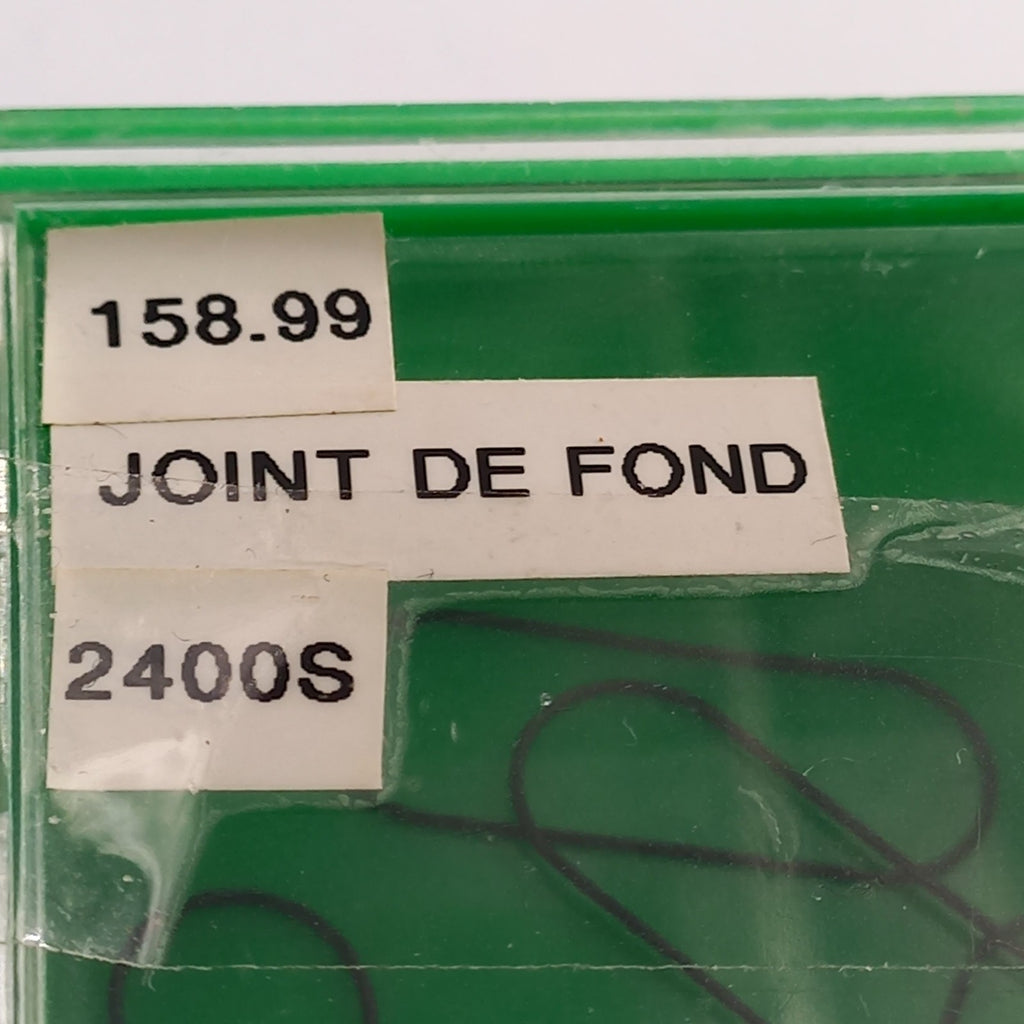 158.99
JOINT DE FOND
2400S